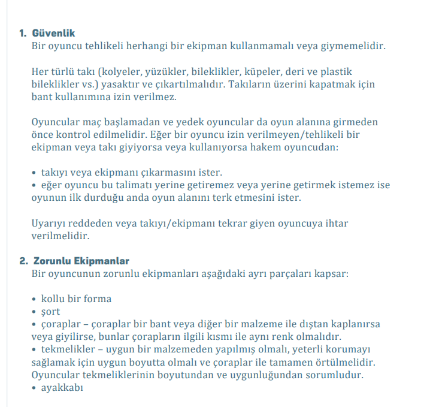 1. Güvenlik
Bir oyuncu tehlikeli herhangi bir ekipman kullanmamalı veya giymemelidir.
Her türlü takı (kolyeler, yüzükler, bileklikler, küpeler, deri ve plastik
bileklikler vs.) yasaktır ve çıkartılmalıdır. Takıların üzerini kapatmak için
bant kullanımına izin verilmez.
Oyuncular maç başlamadan ve yedek oyuncular da oyun alanına girmeden
önce kontrol edilmelidir. Eğer bir oyuncu izin verilmeyen/tehlikeli bir
ekipman veya takı giyiyorsa veya kullanıyorsa hakem oyuncudan:
• takıyı veya ekipmanı çıkarmasını ister.
• eğer oyuncu bu talimatı yerine getiremez veya yerine getirmek istemez ise
oyunun ilk durduğu anda oyun alanını terk etmesini ister.
Uyarıyı reddeden veya takıyı/ekipmanı tekrar giyen oyuncuya ihtar
verilmelidir.
2. Zorunlu Ekipmanlar
Bir oyuncunun zorunlu ekipmanları aşağıdaki ayrı parçaları kapsar:
• kollu bir forma
• şort
• çoraplar – çoraplar bir bant veya diğer bir malzeme ile dıştan kaplanırsa
veya giyilirse, bunlar çorapların ilgili kısmı ile aynı renk olmalıdır.
• tekmelikler – uygun bir malzemeden yapılmış olmalı, yeterli korumayı
sağlamak için uygun boyutta olmalı ve çoraplar ile tamamen örtülmelidir.
Oyuncular tekmeliklerinin boyutundan ve uygunluğundan sorumludur.
• ayakkabı